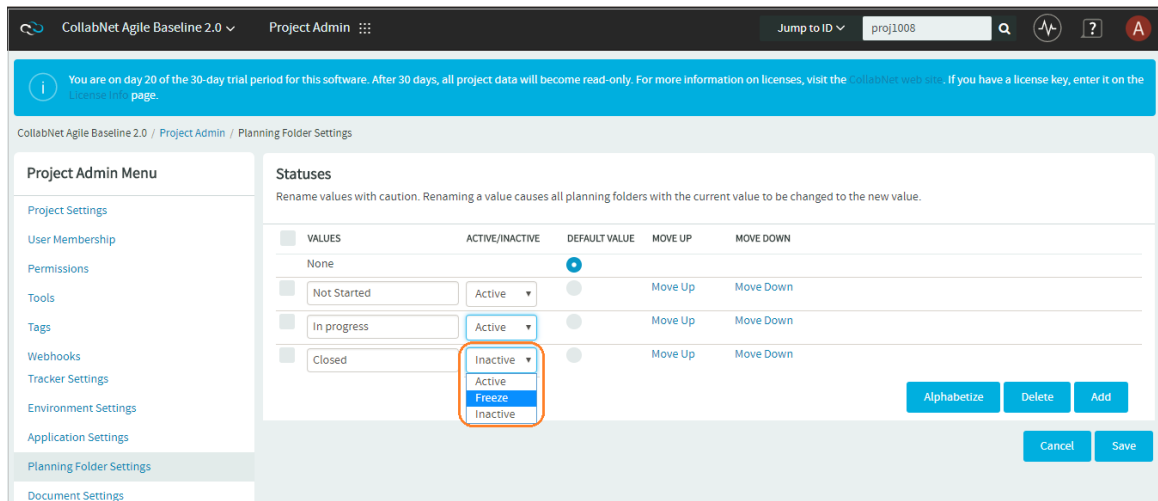 CollabNet Agile Baseline 2.0 Project Admin Jump to ID proj1008 ? A
i You are on day 20 of the 30-day trial period for this software. After 30 days, all project data will become read-only. For more information on licenses, visit the CollabNet web site. If you have a license key, enter it on the
License Info page.
CollabNet Agile Baseline 2.0 / Project Admin / Planning Folder Settings
Project Admin Menu
Project Settings
User Membership
Permissions
Tools
Tags
Webhooks
Tracker Settings
Environment Settings
Application Settings
Planning Folder Settings
Document Settings
Statuses
Rename values with caution. Renaming a value causes all planning folders with the current value to be changed to the new value.
VALUES ACTIVE/INACTIVE DEFAULT VALUE MOVE UP MOVE DOWN
None
Not Started Active Move Up Move Down
In progress Active Move Up Move Down
Closed Inactive Move Up Move Down
Active
Freeze
Inactive
Alphabetize Delete Add
Cancel Save